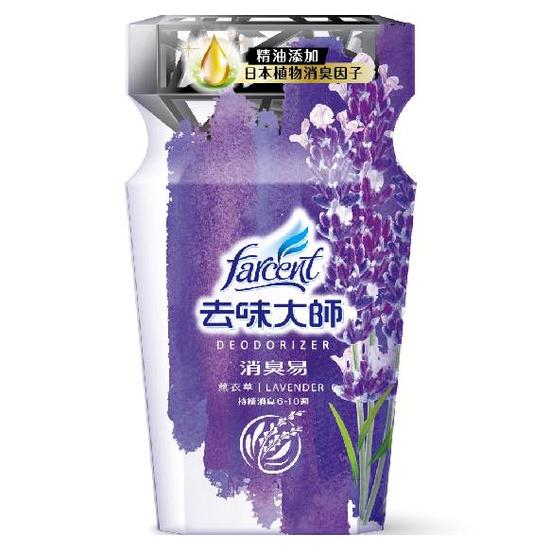 精油添加
日本植物消臭因子
farcent
去味大師
DEODORIZER
消臭易
薰衣草 | LAVENDER
持續消臭6-10週